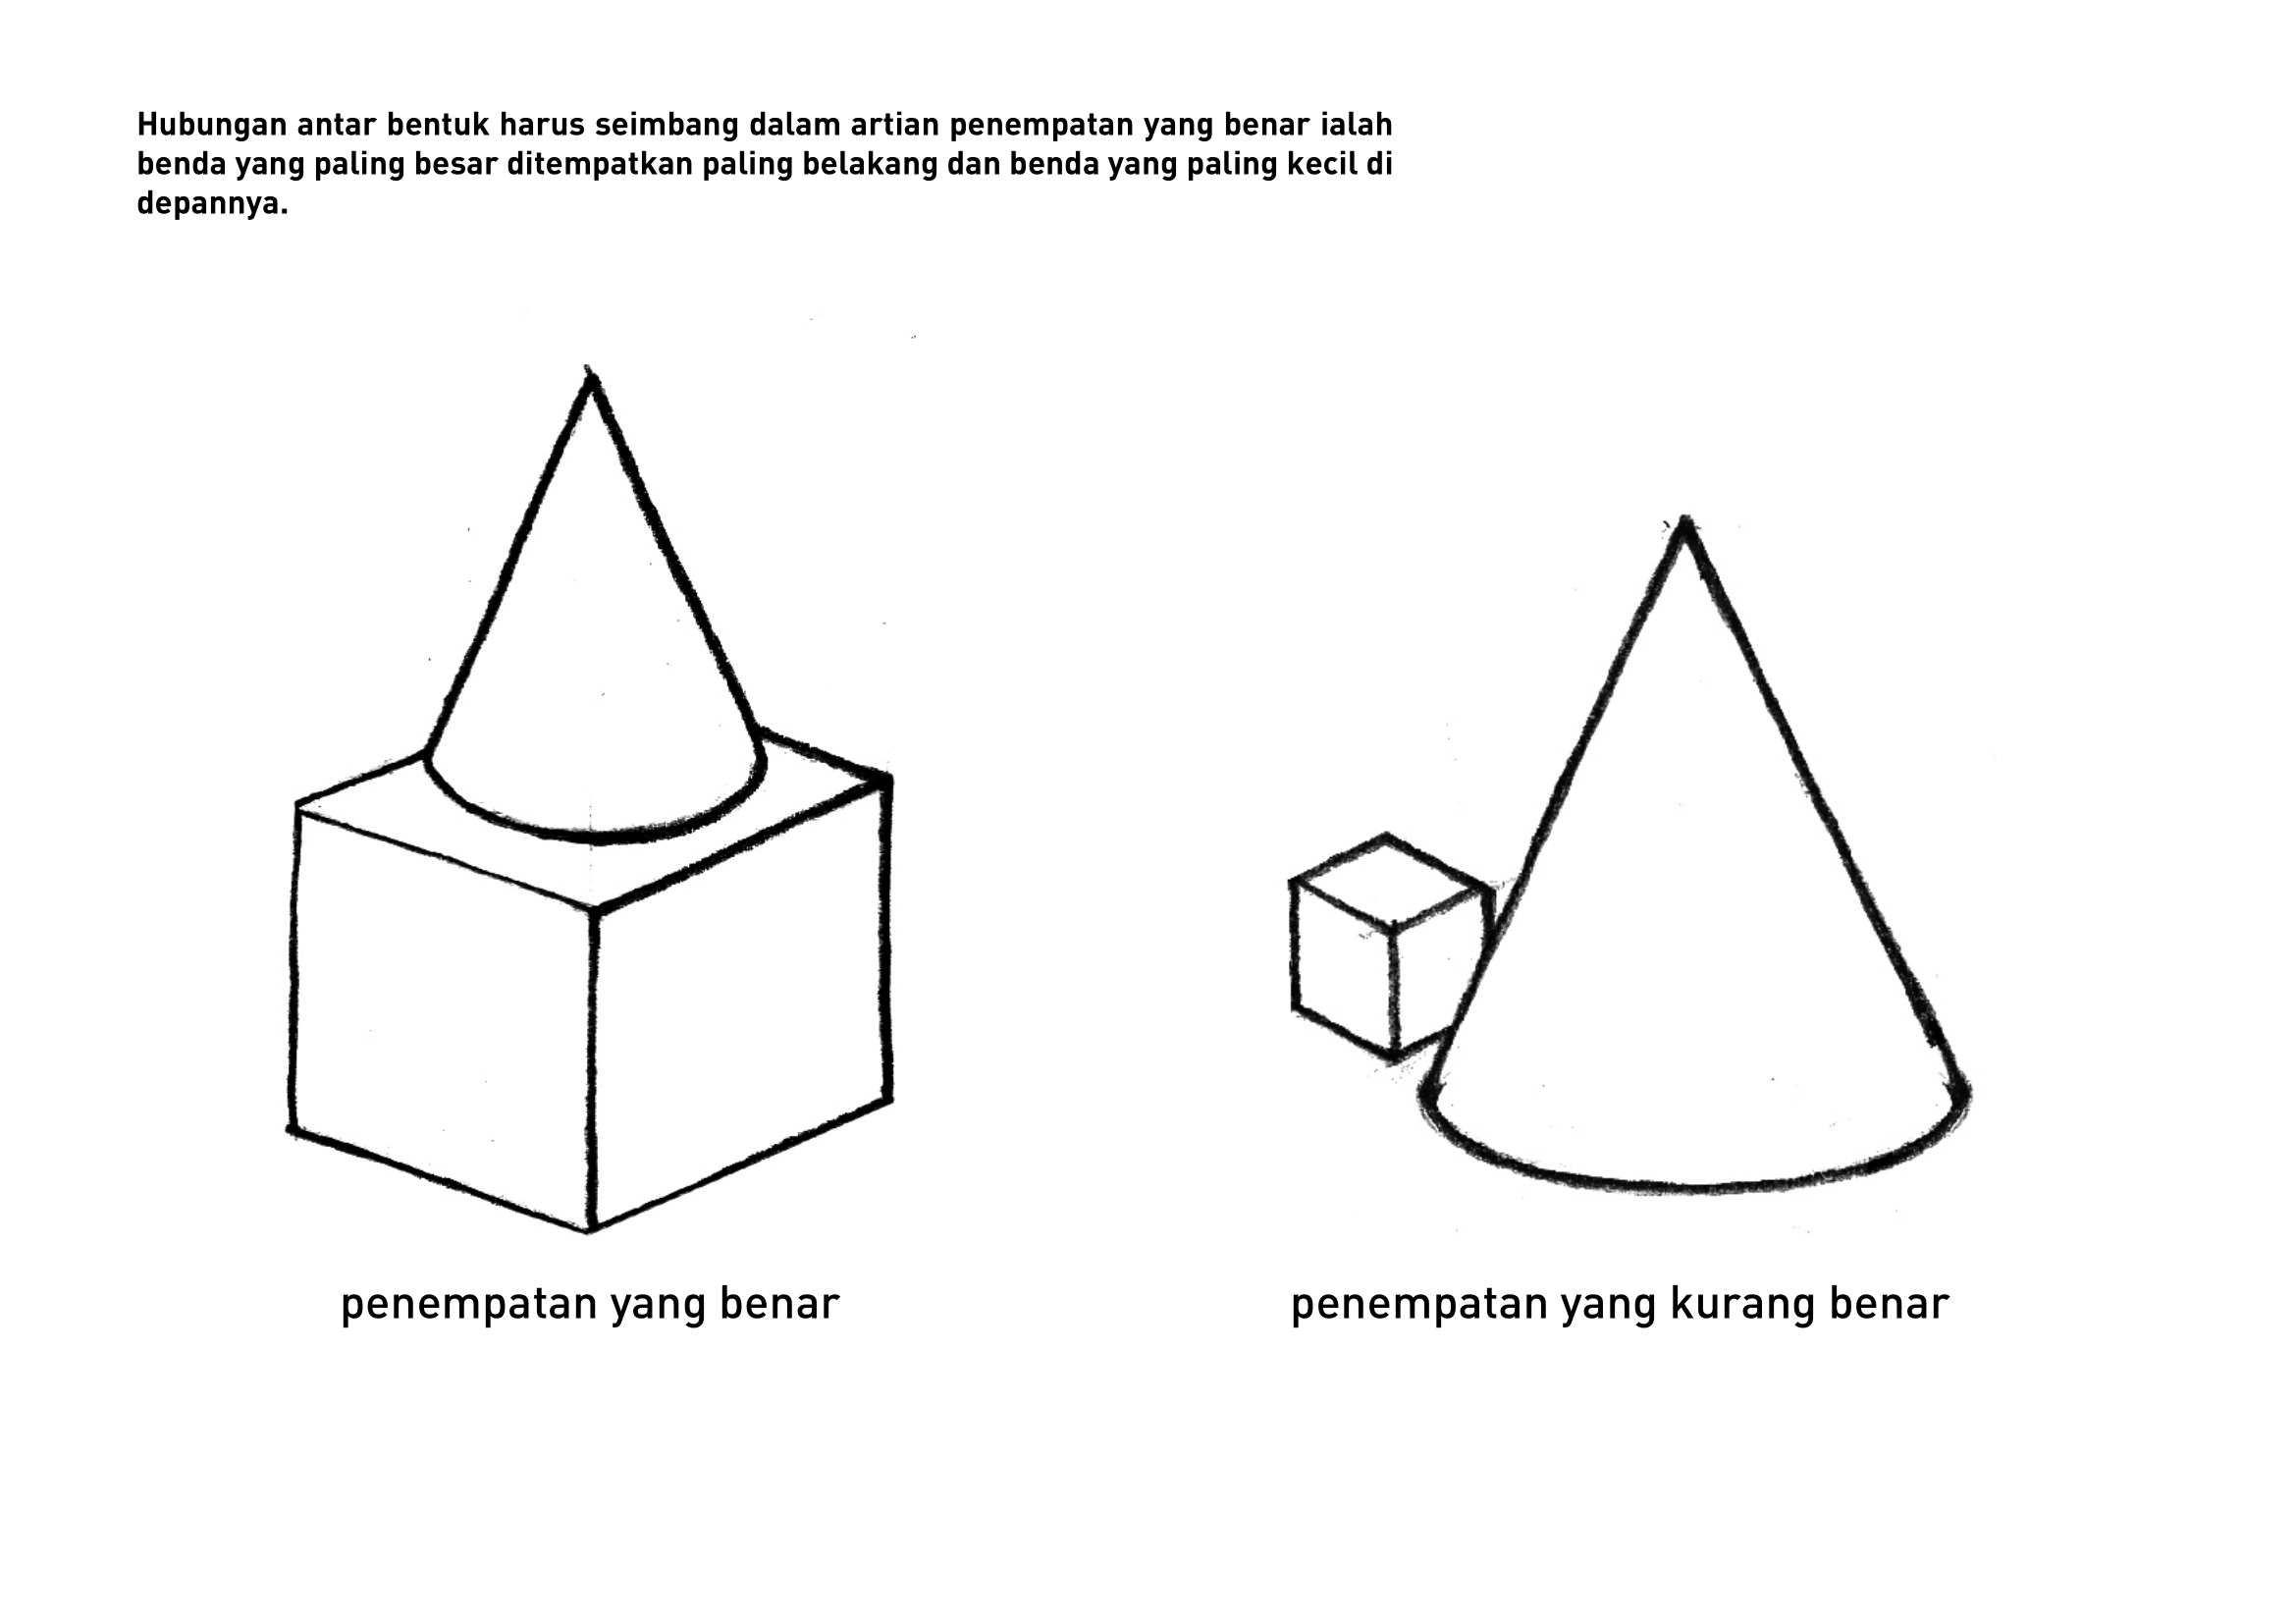 Hubungan antar bentuk harus seimbang dalam artian penempatan yang benar ialah
benda yang paling besar ditempatkan paling belakang dan benda yang paling kecil di
depannya.
penempatan yang benar
penempatan yang kurang benar